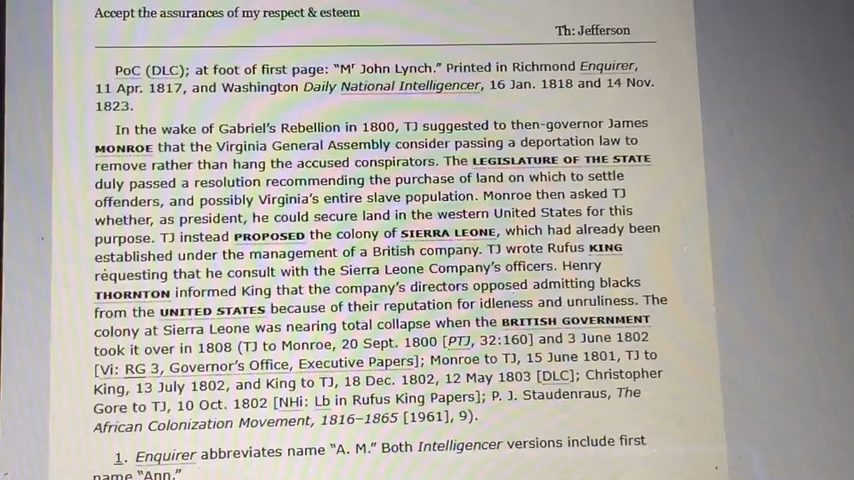 Accept the assurances of my respect & esteem
Th: Jefferson
PoC (DLC); at foot of first page: “Mr John Lynch.” Printed in Richmond Enquirer,
11 Apr. 1817, and Washington Daily National Intelligencer, 16 Jan. 1818 and 14 Nov.
1823.
In the wake of Gabriel’s Rebellion in 1800, TJ suggested to then-governor James
MONROE that the Virginia General Assembly consider passing a deportation law to
remove rather than hang the accused conspirators. The LEGISLATURE OF THE STATE
duly passed a resolution recommending the purchase of land on which to settle
offenders, and possibly Virginia’s entire slave population. Monroe then asked TJ
whether, as president, he could secure land in the western United States for this
purpose. TJ instead PROPOSED the colony of SIERRA LEONE, which had already been
established under the management of a British company. TJ wrote Rufus KING
requesting that he consult with the Sierra Leone Company’s officers. Henry
THORNTON informed King that the company’s directors opposed admitting blacks
from the UNITED STATES because of their reputation for idleness and unruliness. The
colony at Sierra Leone was nearing total collapse when the BRITISH GOVERNMENT
took it over in 1808 (TJ to Monroe, 20 Sept. 1800 [PTJ, 32:160] and 3 June 1802
[Vi: RG 3, Governor’s Office, Executive Papers]; Monroe to TJ, 15 June 1801, TJ to
King, 13 July 1802, and King to TJ, 18 Dec. 1802, 12 May 1803 [DLC]; Christopher
Gore to TJ, 10 Oct. 1802 [NHi: Lb in Rufus King Papers]; P. J. Staudenraus, The
African Colonization Movement, 1816–1865 [1961], 9).
1. Enquirer abbreviates name “A. M.” Both Intelligencer versions include first
name “Ann.”